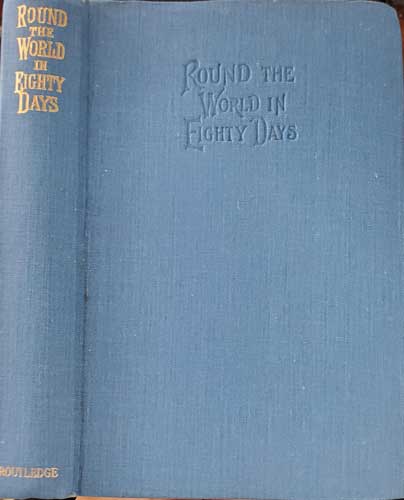 ROUND
THE
WORLD
IN
EIGHTY
DAYS
ROUTLEDGE
ROUND THE
WORLD IN
EIGHTY DAYS